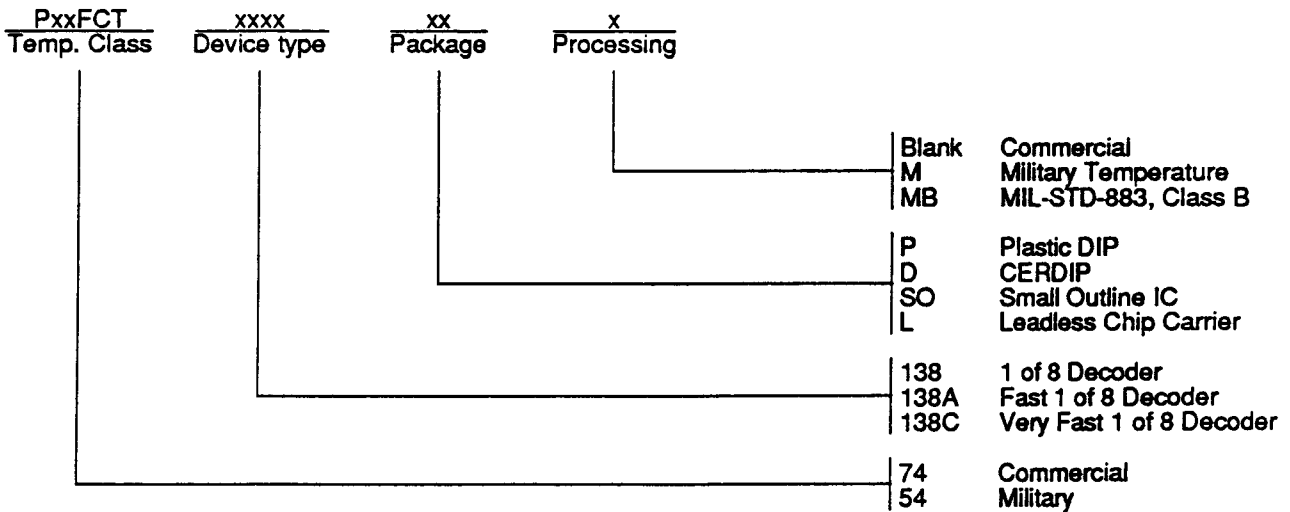 PxxFCT xxxx xx x
Temp. Class Device type Package Processing
Blank Commercial
M Military Temperature
MB MIL-STD-883, Class B
P Plastic DIP
D CERDIP
SO Small Outline IC
L Leadless Chip Carrier
138 1 of 8 Decoder
138A Fast 1 of 8 Decoder
138C Very Fast 1 of 8 Decoder
74 Commercial
54 Military